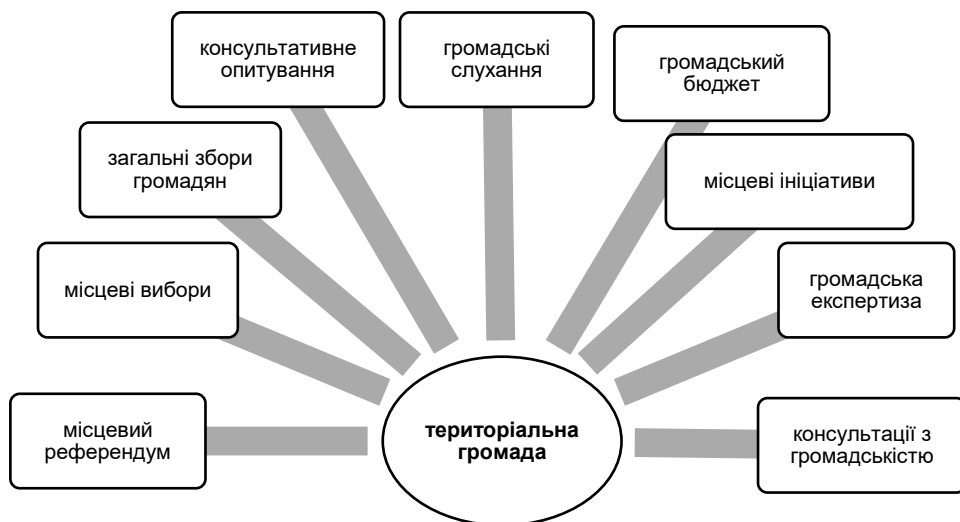 консультативне
опитування
громадські
слухання
громадський
бюджет
загальні збори
громадян
місцеві ініціативи
місцеві вибори
громадська
експертиза
місцевий
референдум
територіальна
громада
консультації з
громадськістю